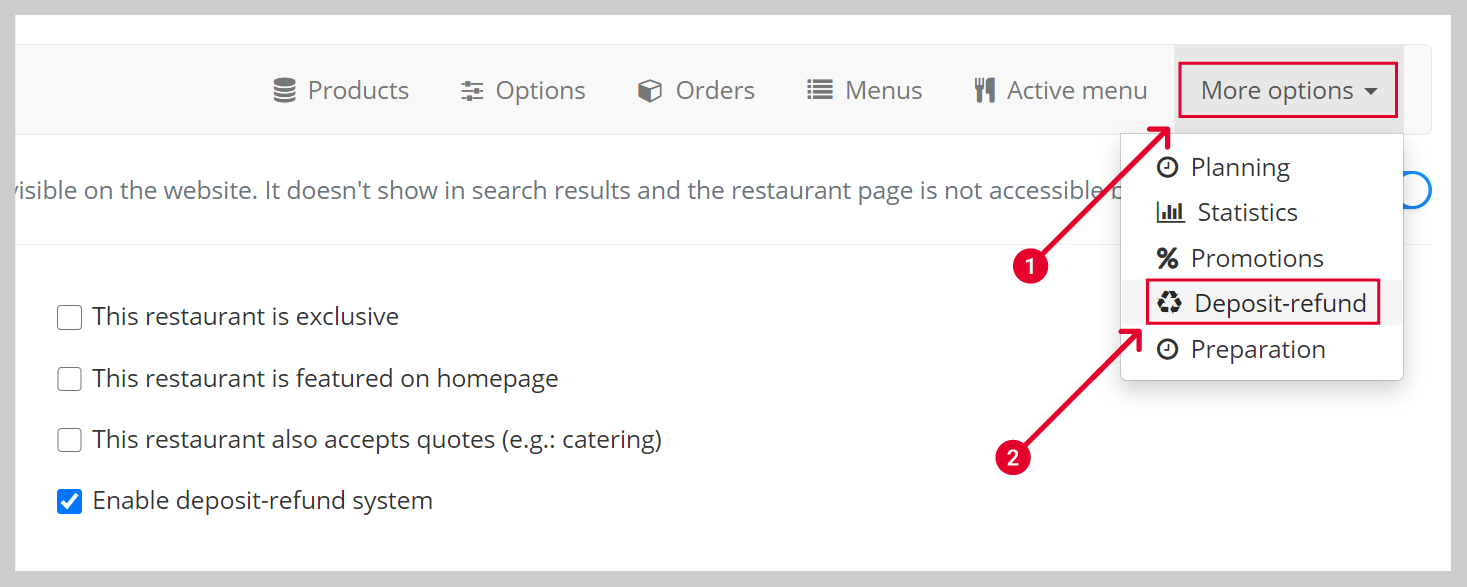 Products Options Orders Menus Active menu More options
visible on the website. It doesn't show in search results and the restaurant page is not accessible
Planning
Statistics
Promotions
Deposit-refund
Preparation
1
2
This restaurant is exclusive
This restaurant is featured on homepage
This restaurant also accepts quotes (e.g.: catering)
Enable deposit-refund system